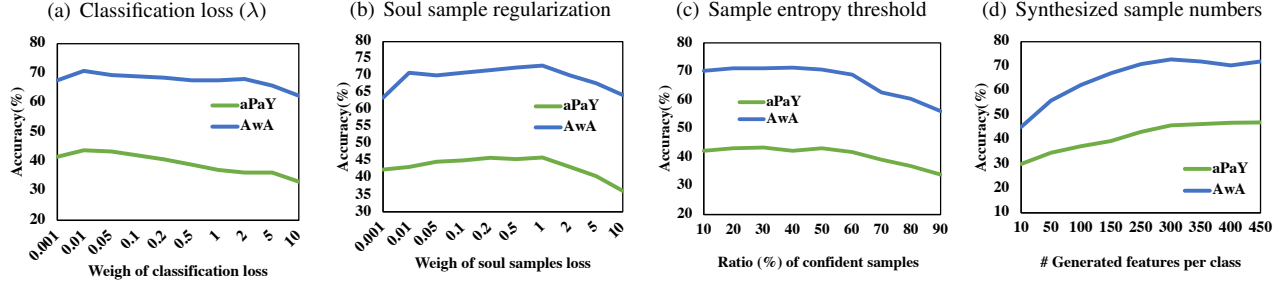 (a) Classification loss (λ)
80
70
60
50
40
30
20
Accuracy(%)
aPaY
AwA
0.001 0.01 0.05 0.1 0.2 0.5 1 2 5 10
Weigh of classification loss
(b) Soul sample regularization
80
75
70
65
60
55
50
45
40
35
30
Accuracy(%)
aPaY
AwA
0.001 0.01 0.05 0.1 0.2 0.5 1 2 5 10
Weigh of soul samples loss
(c) Sample entropy threshold
80
70
60
50
40
30
20
Accuracy(%)
aPaY
AwA
10 20 30 40 50 60 70 80 90
Ratio (%) of confident samples
(d) Synthesized sample numbers
80
70
60
50
40
30
20
10
Accuracy(%)
aPaY
AwA
10 50 100 150 200 250 300 350 400 450
# Generated features per class